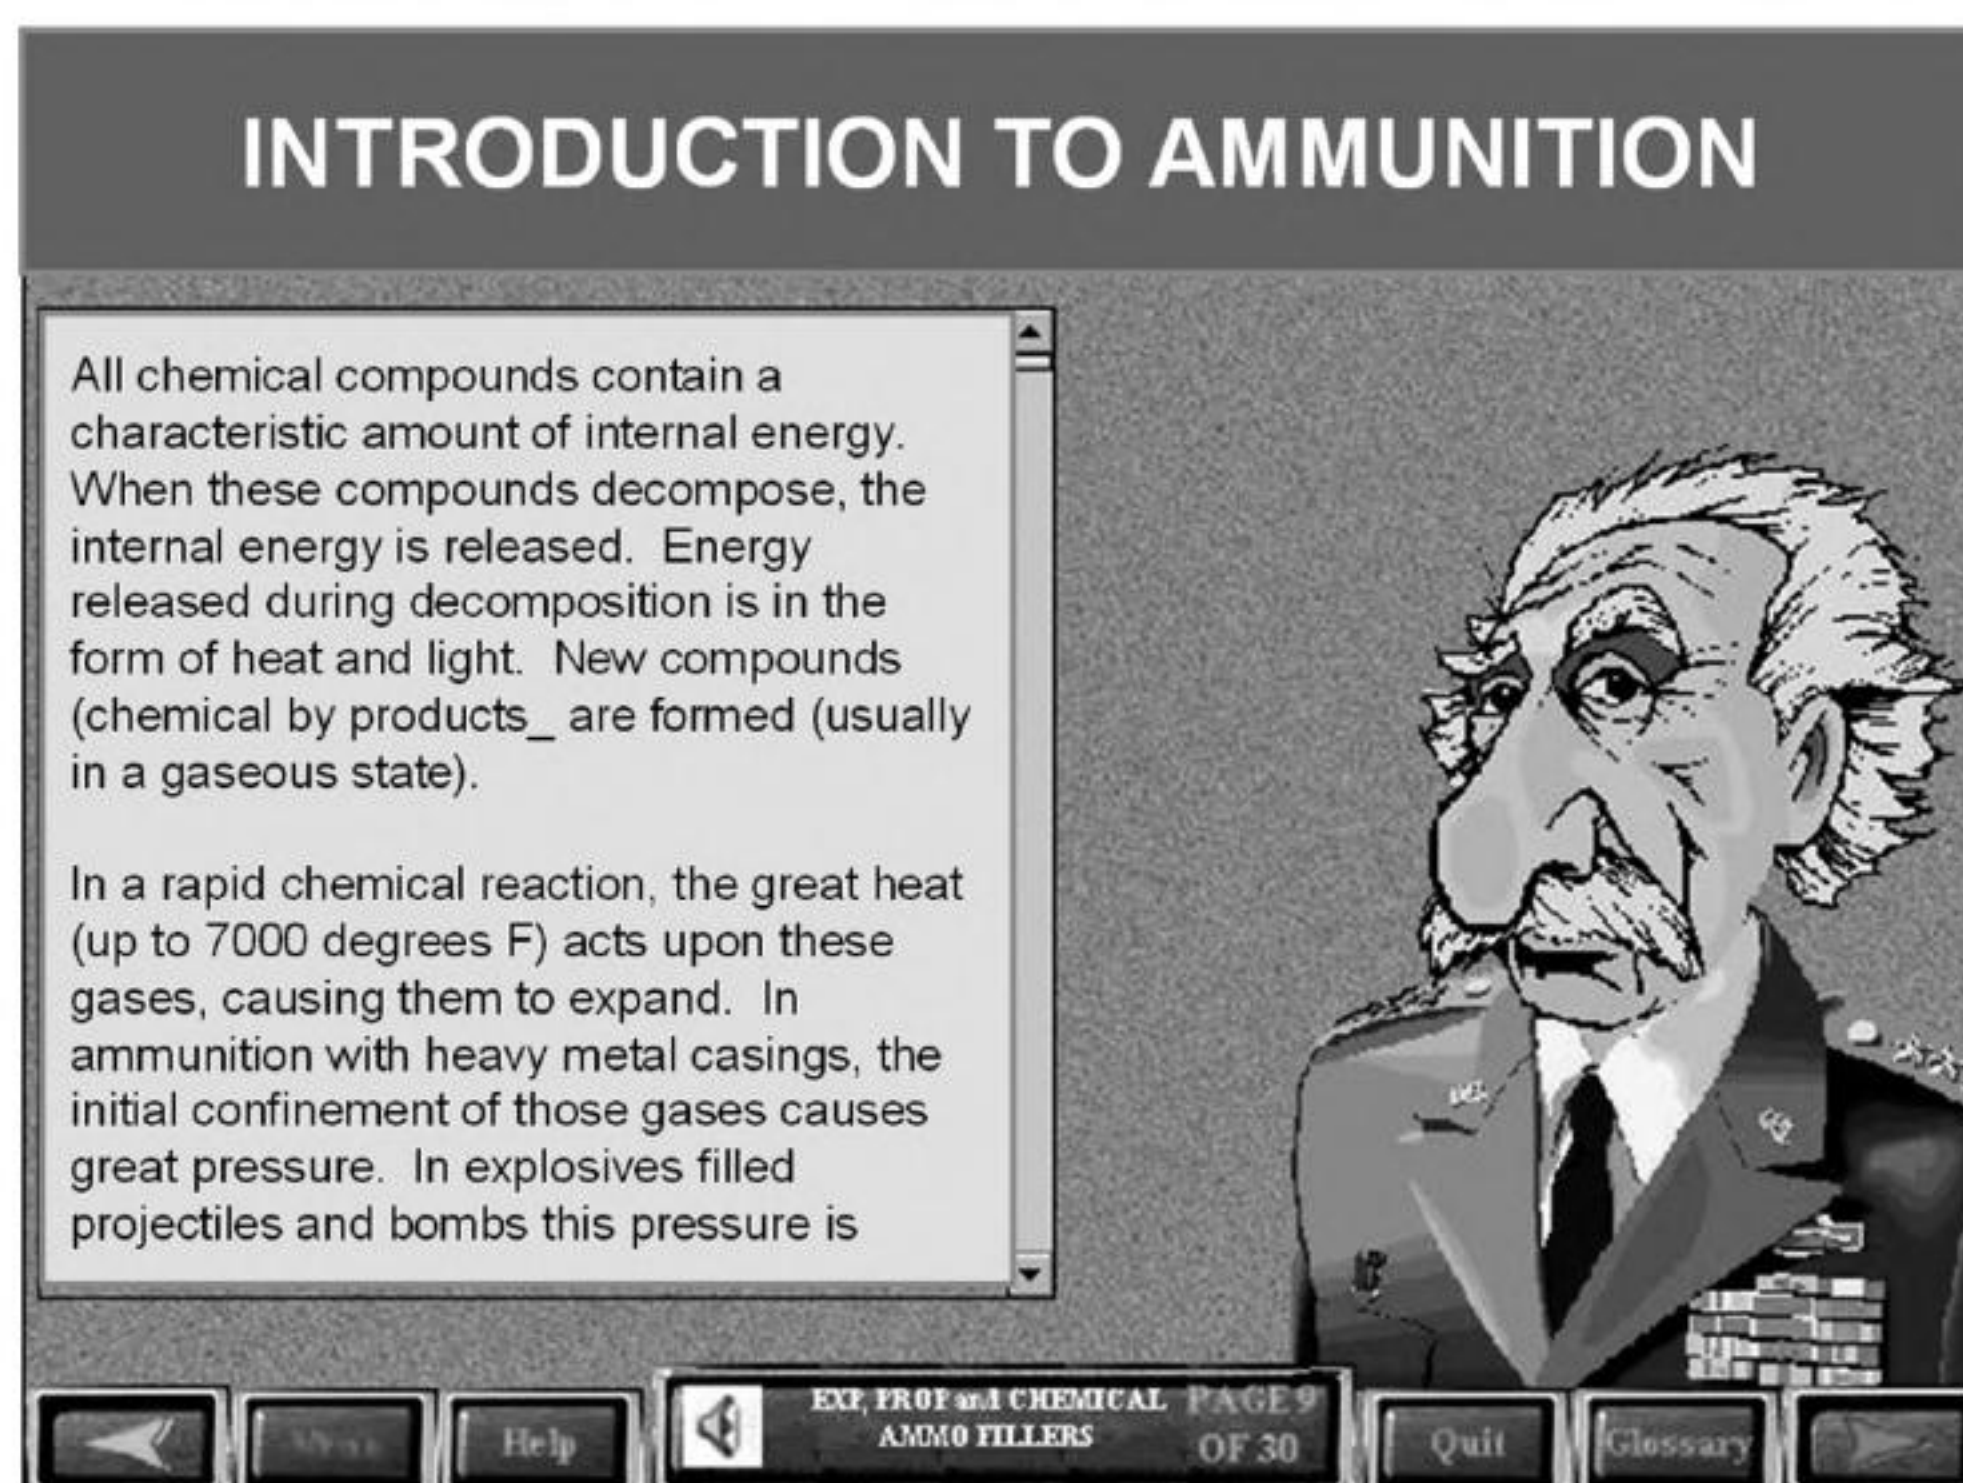 INTRODUCTION TO AMMUNITION
All chemical compounds contain a
characteristic amount of internal energy.
When these compounds decompose, the
internal energy is released.  Energy
released during decomposition is in the
form of heat and light.  New compounds
(chemical by products_ are formed (usually
in a gaseous state).
In a rapid chemical reaction, the great heat
(up to 7000 degrees F) acts upon these
gases, causing them to expand.  In
ammunition with heavy metal casings, the
initial confinement of those gases causes
great pressure.  In explosives filled
projectiles and bombs this pressure is
Help
EXP, PROP and CHEMICAL
AMMO FILLERS
PAGE 9
OF 30
Quit
Glossary